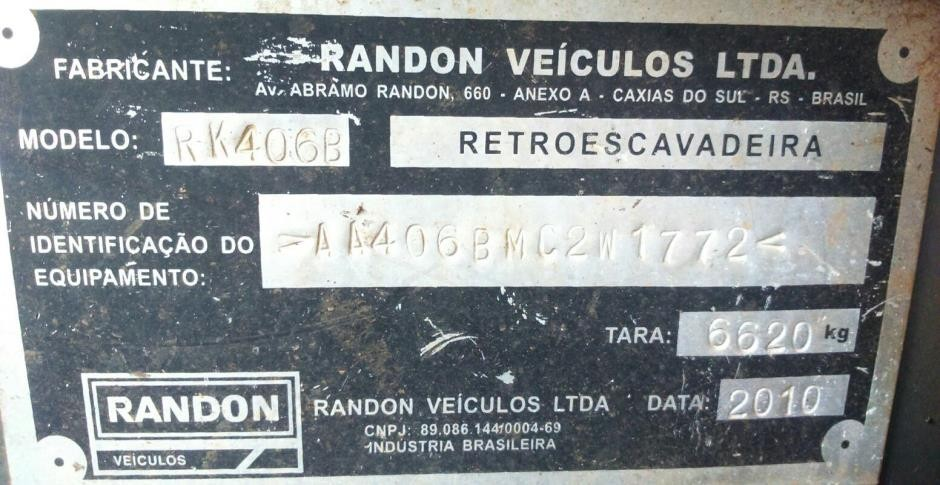 FABRICANTE: RANDON VEÍCULOS LTDA.
Av. ABRAMO RANDON, 660 - ANEXO A - CAXIAS DO SUL - RS - BRASIL
MODELO: RK406B RETROESCAVADEIRA
NÚMERO DE
IDENTIFICAÇÃO DO
EQUIPAMENTO: >AA406BMC2W1772<
TARA: 6620 kg
RANDON
VEÍCULOS
RANDON VEÍCULOS LTDA DATA: 2010
CNPJ: 89.086.144/0004-69
INDÚSTRIA BRASILEIRA